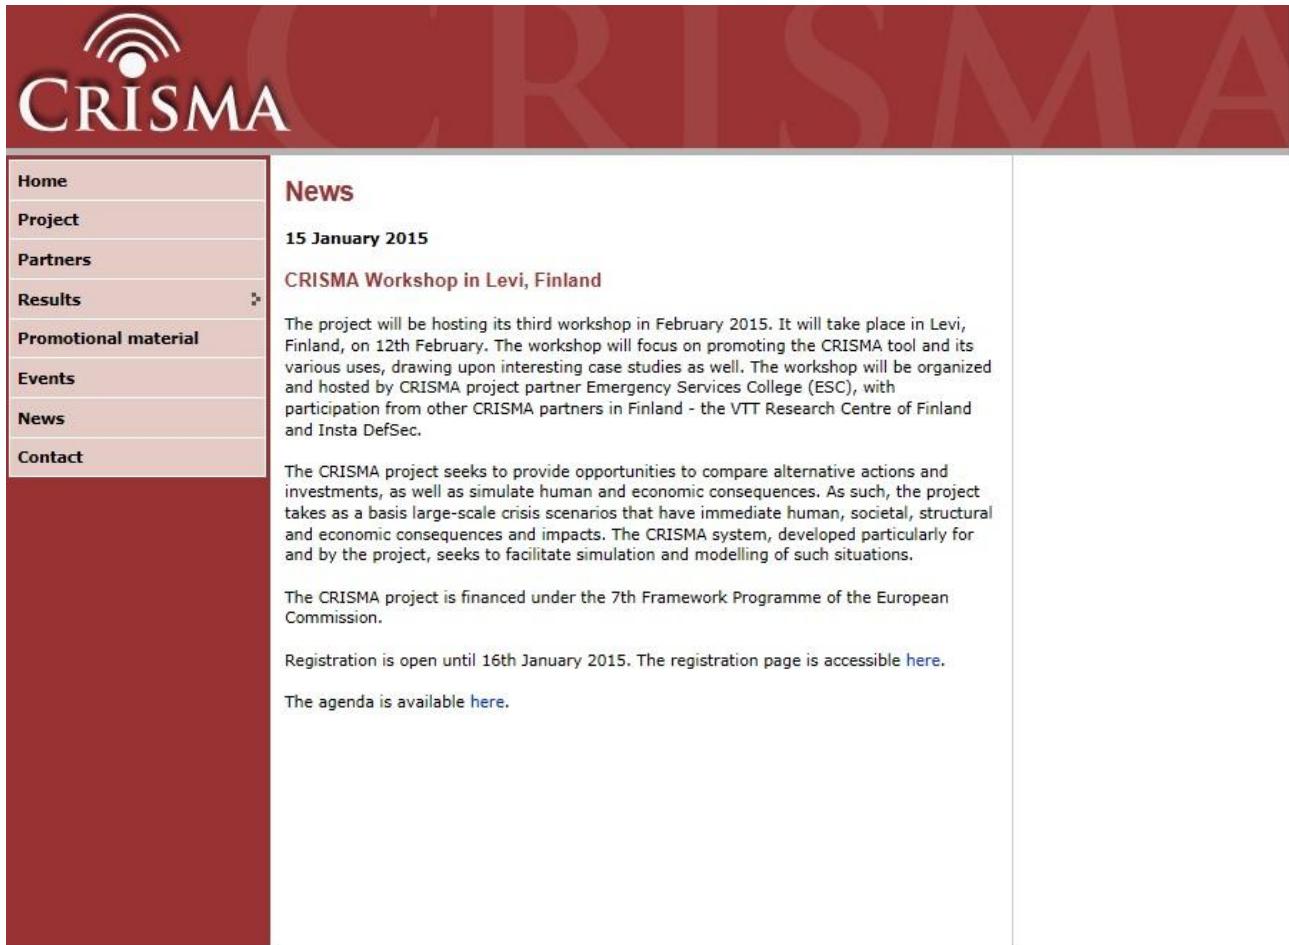 CRISMA
CRISMA
Home
Project
Partners
Results
Promotional material
Events
News
Contact
News
15 January 2015
CRISMA Workshop in Levi, Finland
The project will be hosting its third workshop in February 2015. It will take place in Levi,
Finland, on 12th February. The workshop will focus on promoting the CRISMA tool and its
various uses, drawing upon interesting case studies as well. The workshop will be organized
and hosted by CRISMA project partner Emergency Services College (ESC), with
participation from other CRISMA partners in Finland - the VTT Research Centre of Finland
and Insta DefSec.
The CRISMA project seeks to provide opportunities to compare alternative actions and
investments, as well as simulate human and economic consequences. As such, the project
takes as a basis large-scale crisis scenarios that have immediate human, societal, structural
and economic consequences and impacts. The CRISMA system, developed particularly for
and by the project, seeks to facilitate simulation and modelling of such situations.
The CRISMA project is financed under the 7th Framework Programme of the European
Commission.
Registration is open until 16th January 2015. The registration page is accessible here.
The agenda is available here.